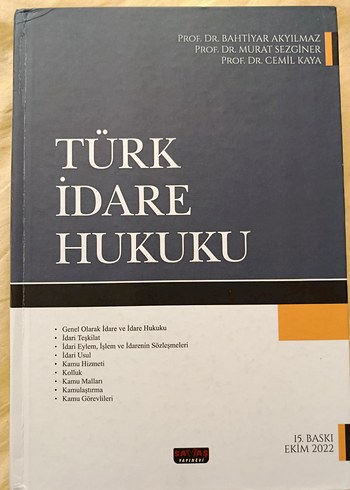 PROF. DR. BAHTİYAR AKYILMAZ
PROF. DR. MURAT SEZGİNER
PROF. DR. CEMİL KAYA
TÜRK
İDARE
HUKUKU
• Genel Olarak İdare ve İdare Hukuku
• İdari Teşkilat
• İdari Eylem, İşlem ve İdarenin Sözleşmeleri
• İdari Usul
• Kamu Hizmeti
• Kolluk
• Kamu Malları
• Kamulaştırma
• Kamu Görevlileri
SAVAŞ
YAYINEVİ
15. BASKI
EKİM 2022